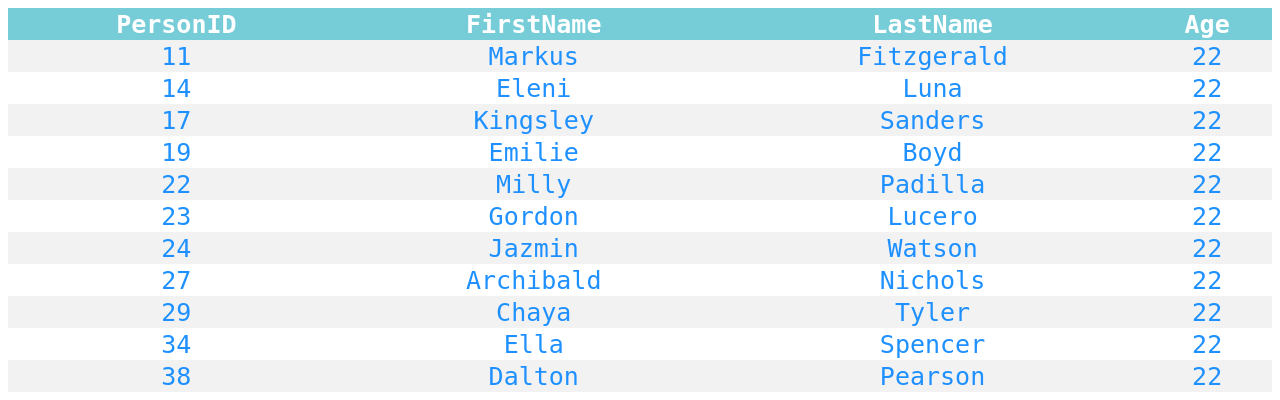 PersonID FirstName LastName Age
11 Markus Fitzgerald 22
14 Eleni Luna 22
17 Kingsley Sanders 22
19 Emilie Boyd 22
22 Milly Padilla 22
23 Gordon Lucero 22
24 Jazmin Watson 22
27 Archibald Nichols 22
29 Chaya Tyler 22
34 Ella Spencer 22
38 Dalton Pearson 22